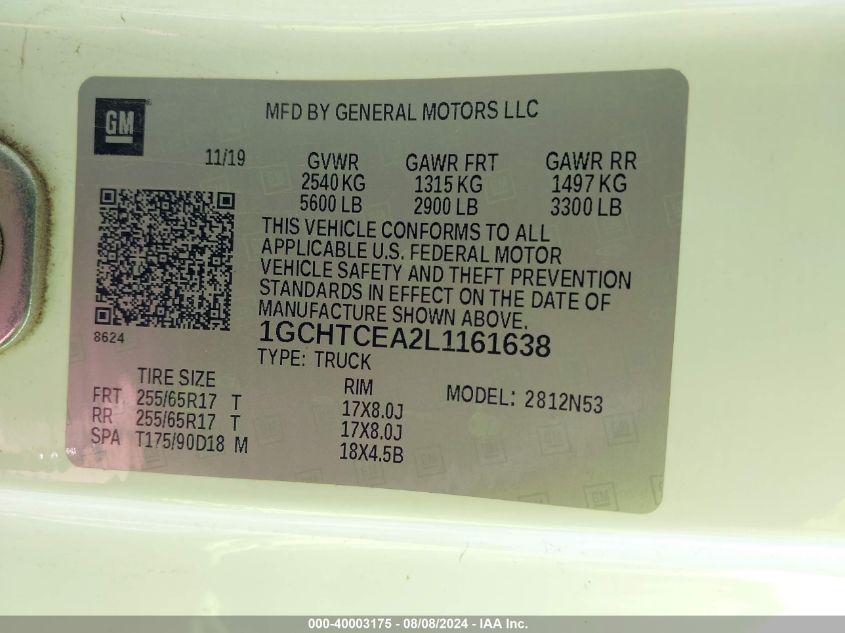 GM
MFD BY GENERAL MOTORS LLC
11/19 GVWR GAWR FRT GAWR RR
2540 KG 1315 KG 1497 KG
5600 LB 2900 LB 3300 LB
THIS VEHICLE CONFORMS TO ALL
APPLICABLE U.S. FEDERAL MOTOR
VEHICLE SAFETY AND THEFT PREVENTION
STANDARDS IN EFFECT ON THE DATE OF
MANUFACTURE SHOWN ABOVE.
8624
1GCHTCEA2L1161638
TYPE: TRUCK
TIRE SIZE RIM MODEL: 2812N53
FRT 255/65R17 T 17X8.0J
RR 255/65R17 T 17X8.0J
SPA T175/90D18 M 18X4.5B
000-40003175 - 08/08/2024 - IAA Inc.